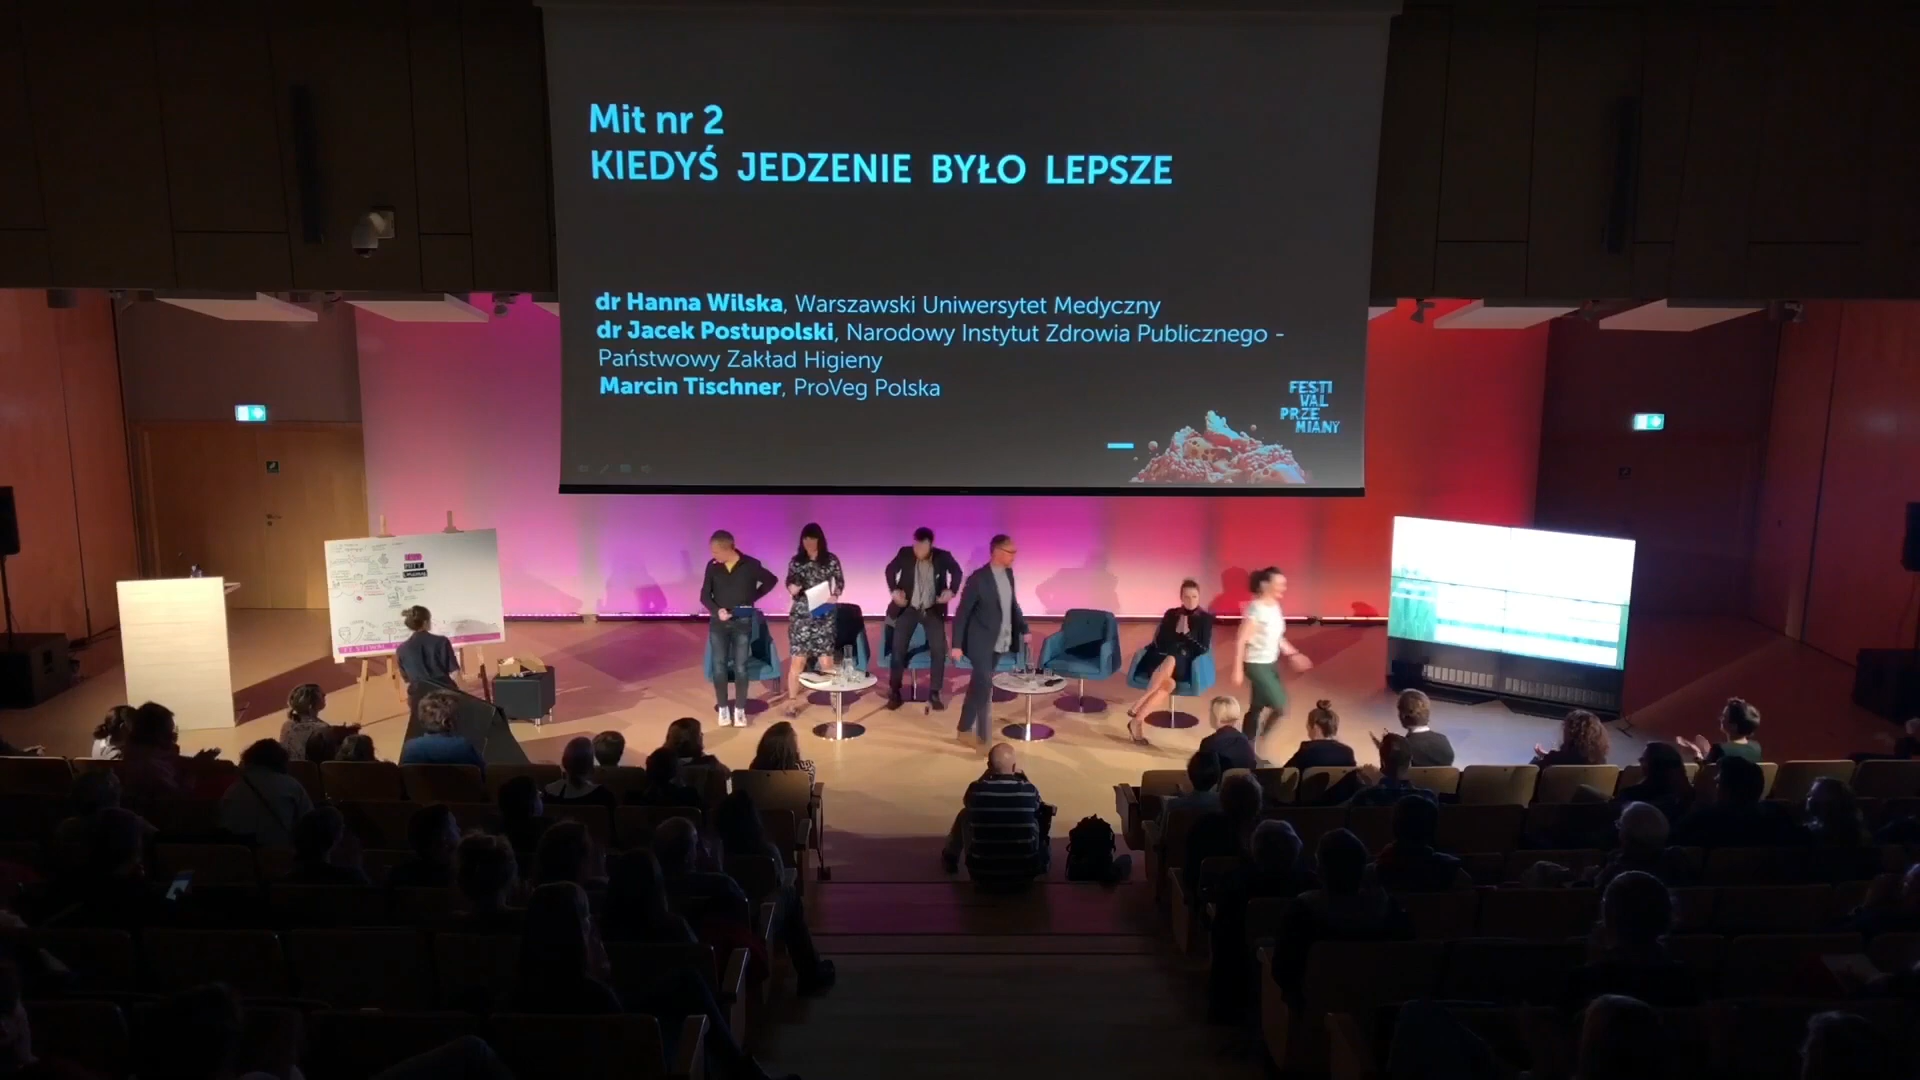 Mit nr 2
KIEDYŚ JEDZENIE BYŁO LEPSZE
dr Hanna Wilska, Warszawski Uniwersytet Medyczny
dr Jacek Postupolski, Narodowy Instytut Zdrowia Publicznego -
Państwowy Zakład Higieny
Marcin Tischner, ProVeg Polska
FESTI
VAL
PRZE
MIANY